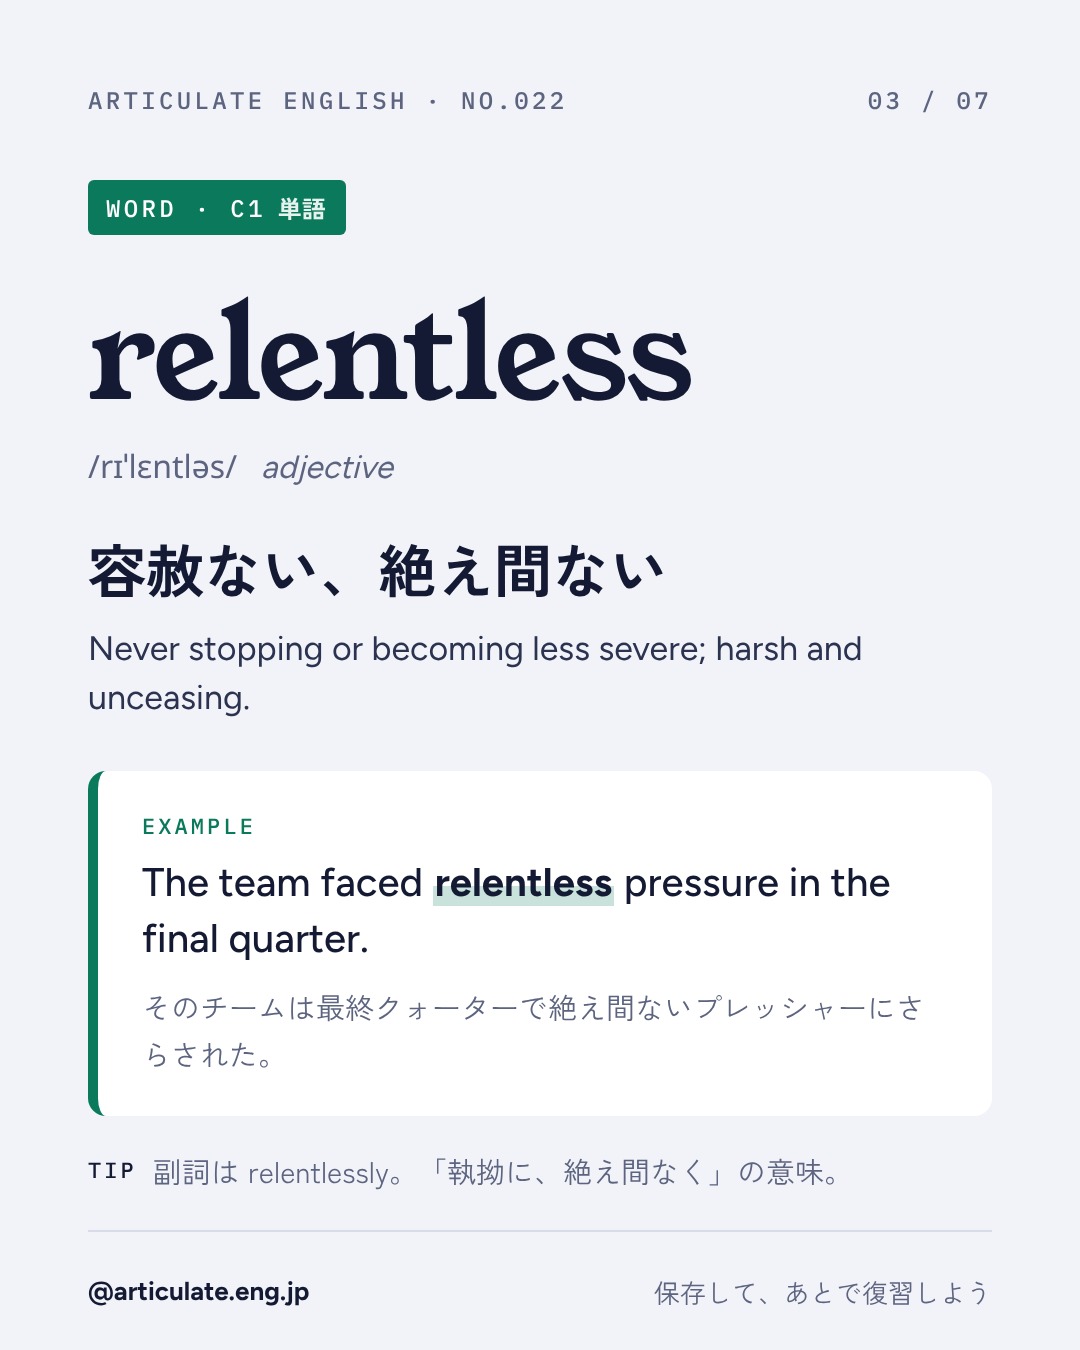 ARTICULATE ENGLISH · NO.022
03 / 07
WORD · C1 単語
relentless
/rɪˈlɛntləs/ adjective
容赦ない、絶え間ない
Never stopping or becoming less severe; harsh and
unceasing.
EXAMPLE
The team faced relentless pressure in the
final quarter.
そのチームは最終クォーターで絶え間ないプレッシャーにさ
らされた。
TIP 副詞は relentlessly。「執拗に、絶え間なく」の意味。
@articulate.eng.jp
保存して、あとで復習しよう